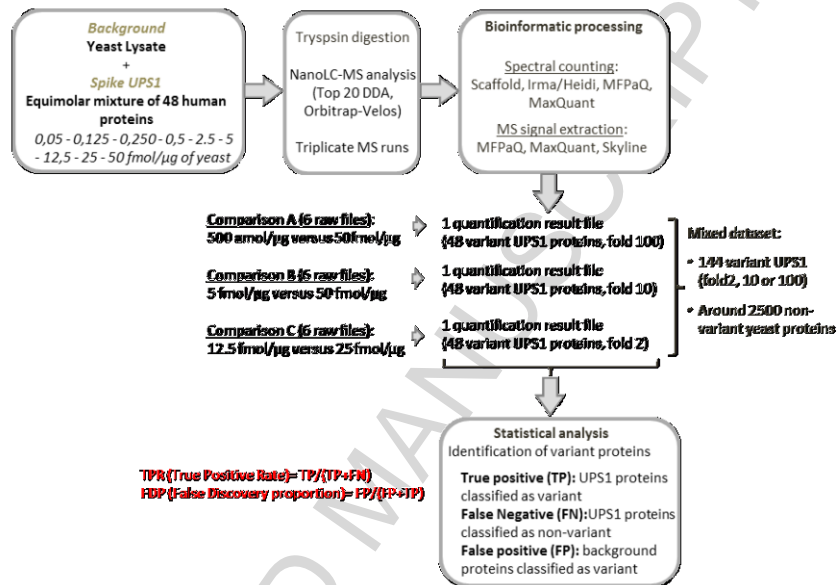 Background
Yeast Lysate
+
Spike UPS1
Equimolar mixture of 48 human
proteins
0,05 - 0,125 - 0,250 - 0,5 - 2.5 - 5
- 12,5 - 25 - 50 fmol/µg of yeast
Tryspsin digestion
NanoLC-MS analysis
(Top 20 DDA,
Orbitrap-Velos)
Triplicate MS runs
Bioinformatic processing
Spectral counting:
Scaffold, Irma/Heidi, MFPaQ,
MaxQuant
MS signal extraction:
MFPaQ, MaxQuant, Skyline
Comparison A (6 raw files):
500 amol/µg versus 50fmol/µg
1 quantification result file
(48 variant UPS1 proteins, fold 100)
Comparison B (6 raw files):
5 fmol/µg versus 50 fmol/µg
1 quantification result file
(48 variant UPS1 proteins, fold 10)
Comparison C (6 raw files):
12.5 fmol/µg versus 25 fmol/µg
1 quantification result file
(48 variant UPS1 proteins, fold 2)
Mixed dataset:
• 144 variant UPS1
(fold2, 10 or 100)
• Around 2500 non-
variant yeast proteins
TPR (True Positive Rate)= TP/(TP+FN)
FDP (False Discovery proportion)= FP/(FP+TP)
Statistical analysis
Identification of variant proteins
True positive (TP): UPS1 proteins
classified as variant
False Negative (FN):UPS1 proteins
classified as non-variant
False positive (FP): background
proteins classified as variant